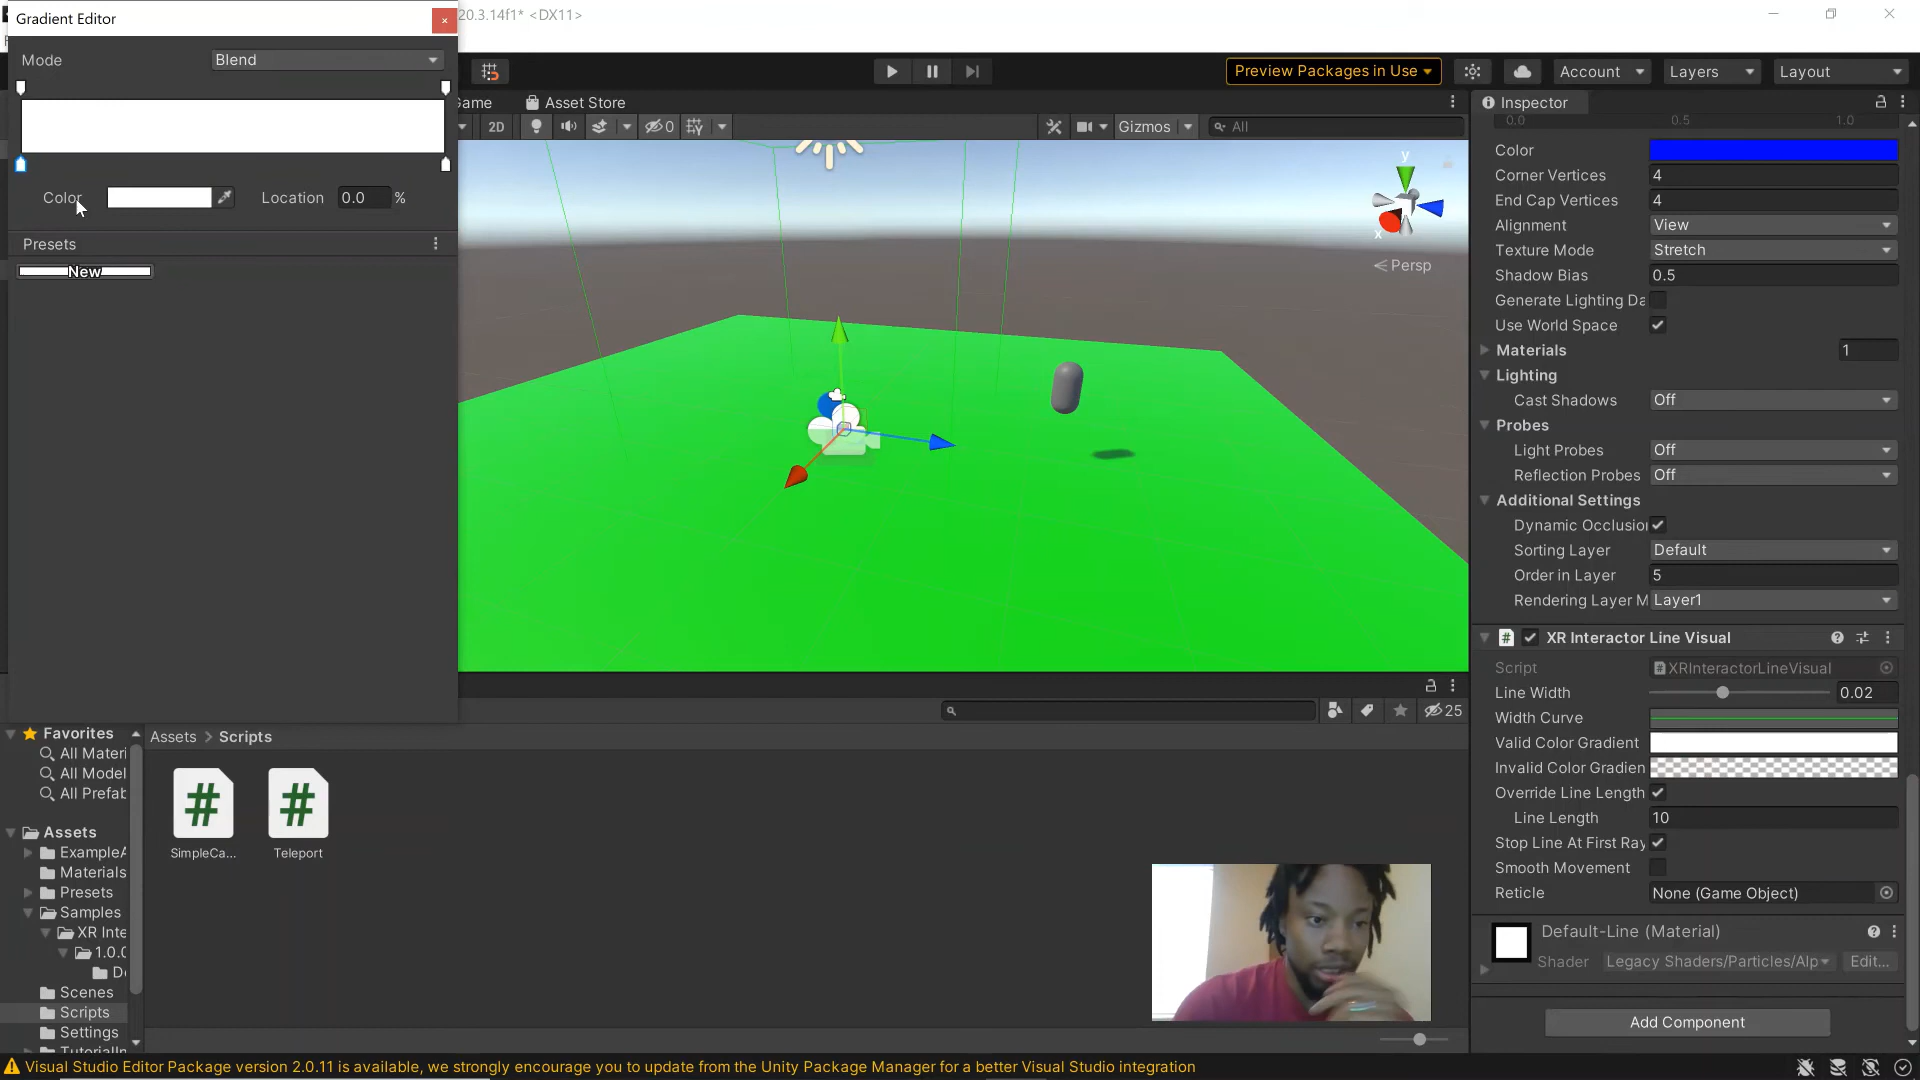 Gradient Editor
20.3.14f1* <DX11>
Mode
Blend
Color
Location
0.0
%
Presets
New
Preview Packages in Use
Account
Layers
Layout
Game
Asset Store
2D
0
Gizmos
All
y
x
Persp
Inspector
0.0
0.5
1.0
Color
Corner Vertices
4
End Cap Vertices
4
Alignment
View
Texture Mode
Stretch
Shadow Bias
0.5
Generate Lighting Da
Use World Space
Materials
1
Lighting
Cast Shadows
Off
Probes
Light Probes
Off
Reflection Probes
Off
Additional Settings
Dynamic Occlusion
Sorting Layer
Default
Order in Layer
5
Rendering Layer M
Layer1
XR Interactor Line Visual
Script
XRInteractorLineVisual
Line Width
0.02
Width Curve
Valid Color Gradient
Invalid Color Gradien
Override Line Length
Line Length
10
Stop Line At First Ray
Smooth Movement
Reticle
None (Game Object)
Default-Line (Material)
Shader
Legacy Shaders/Particles/Alp
Edit...
Add Component
25
Favorites
All Materi
All Model
All Prefab
Assets
ExampleA
Materials
Presets
Samples
XR Inte
1.0.0
De
Scenes
Scripts
Settings
TutorialIn
Assets > Scripts
#
SimpleCa...
#
Teleport
Visual Studio Editor Package version 2.0.11 is available, we strongly encourage you to update from the Unity Package Manager for a better Visual Studio integration